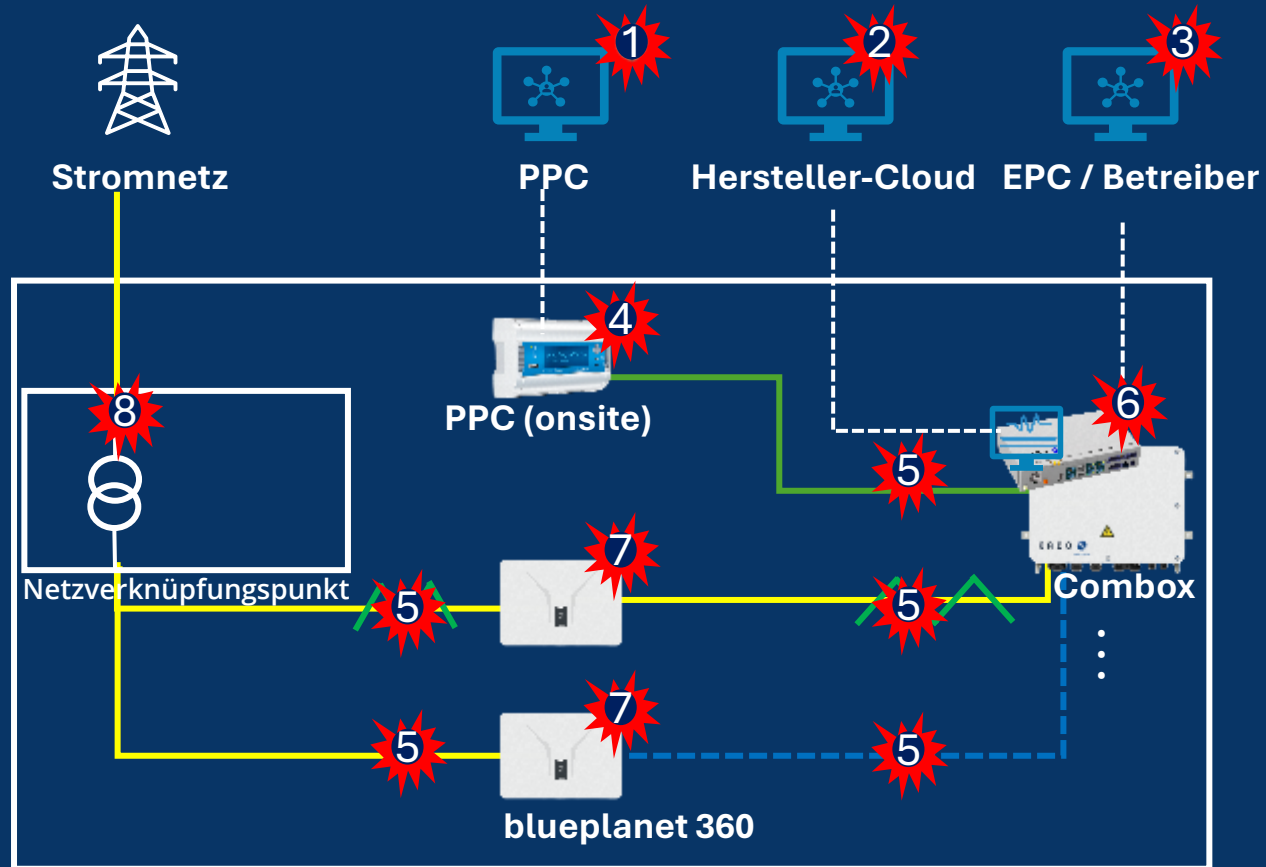 1
2
3
Stromnetz
PPC
Hersteller-Cloud
EPC / Betreiber
4
8
PPC (onsite)
6
5
7
KACO
Netzverknüpfungspunkt
Combox
5
5
7
5
5
blueplanet 360